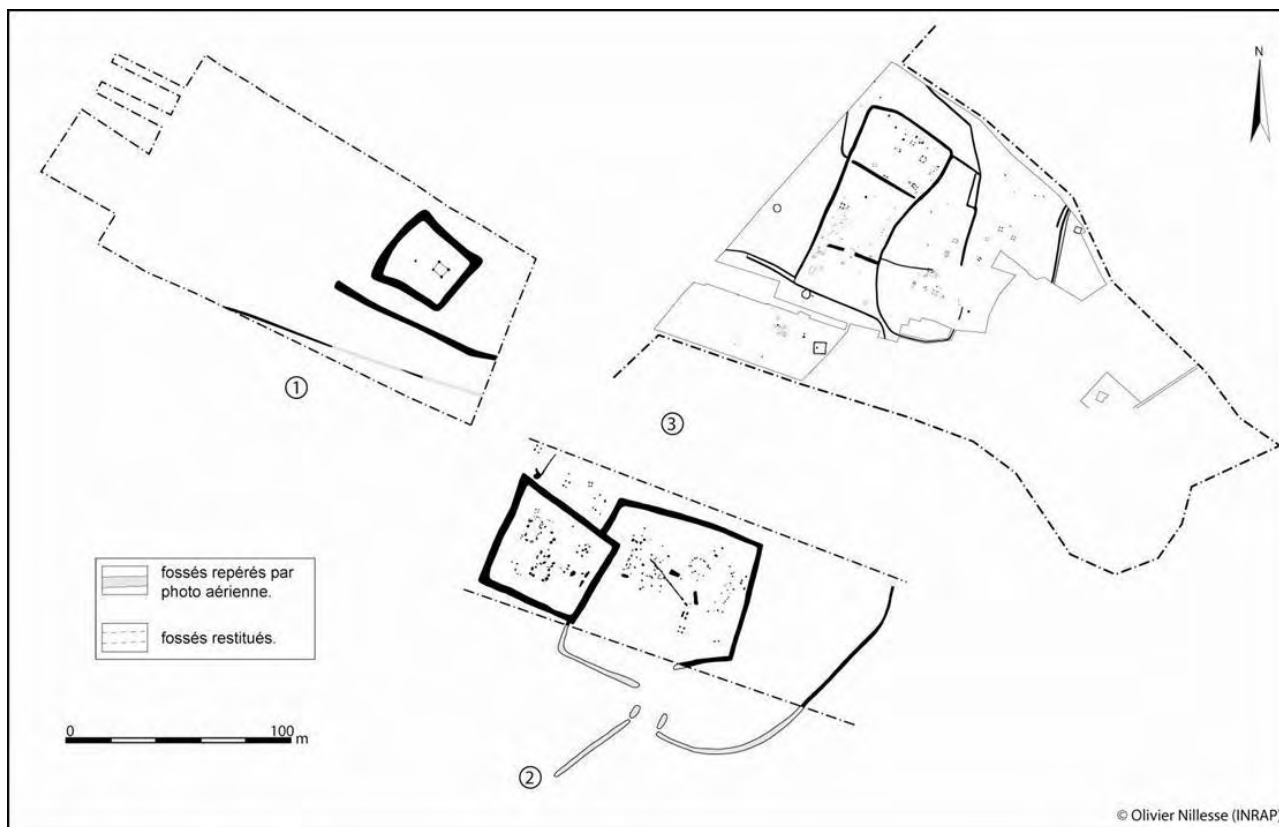 N
①
③
fossés repérés par
photo aérienne.
fossés restitués.
0 100 m
②
© Olivier Nillesse (INRAP)